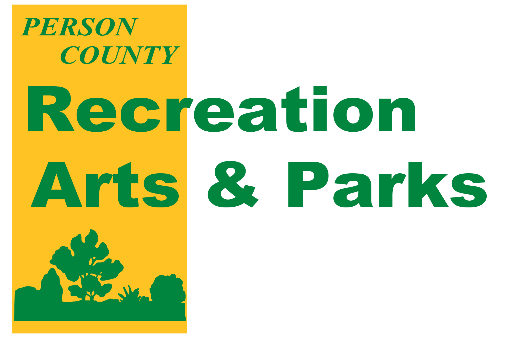 PERSON
COUNTY
Recreation
Arts & Parks